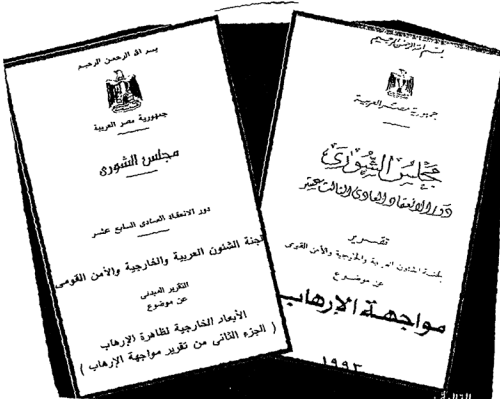 بسم الله الرحمن الرحيم
جمهورية مصر العربية
مجلس الشورى
دور الانعقاد العادى السابع عشر
لجنة الشئون العربية والخارجية والأمن القومى
التقرير المبدئى
عن موضوع
الأبعاد الخارجية لظاهرة الإرهاب
( الجزء الثانى من تقرير مواجهة الإرهاب )
بسم الله الرحمن الرحيم
جمهورية مصر العربية
مجلس الشورى
دور الانعقاد العادى الثالث عشر
تقرير
لجنة الشئون العربية والخارجية والأمن القومى
عن موضوع
مواجهة الإرهاب
١٩٩٣